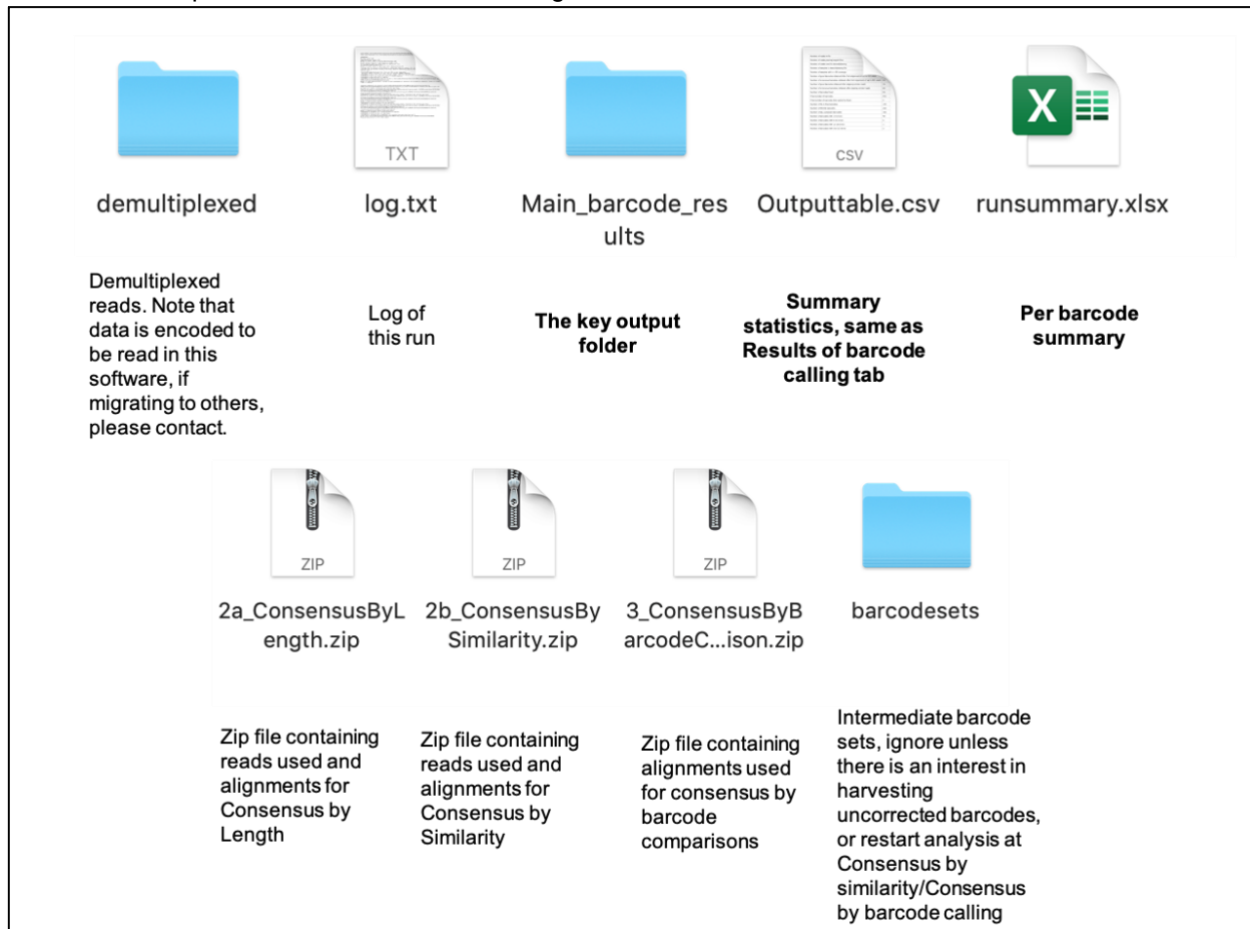 demultiplexed
TXT
log.txt
Main_barcode_res
ults
CSV
Outputtable.csv
X
runsummary.xlsx
Demultiplexed
reads. Note that
data is encoded to
be read in this
software, if
migrating to others,
please contact.
Log of
this run
The key output
folder
Summary
statistics, same as
Results of barcode
calling tab
Per barcode
summary
ZIP
2a_ConsensusByL
ength.zip
ZIP
2b_ConsensusBy
Similarity.zip
ZIP
3_ConsensusByB
arcodeC...ison.zip
barcodesets
Zip file containing
reads used and
alignments for
Consensus by
Length
Zip file containing
reads used and
alignments for
Consensus by
Similarity
Zip file containing
alignments used
for consensus by
barcode
comparisons
Intermediate barcode
sets, ignore unless
there is an interest in
harvesting
uncorrected barcodes,
or restart analysis at
Consensus by
similarity/Consensus
by barcode calling